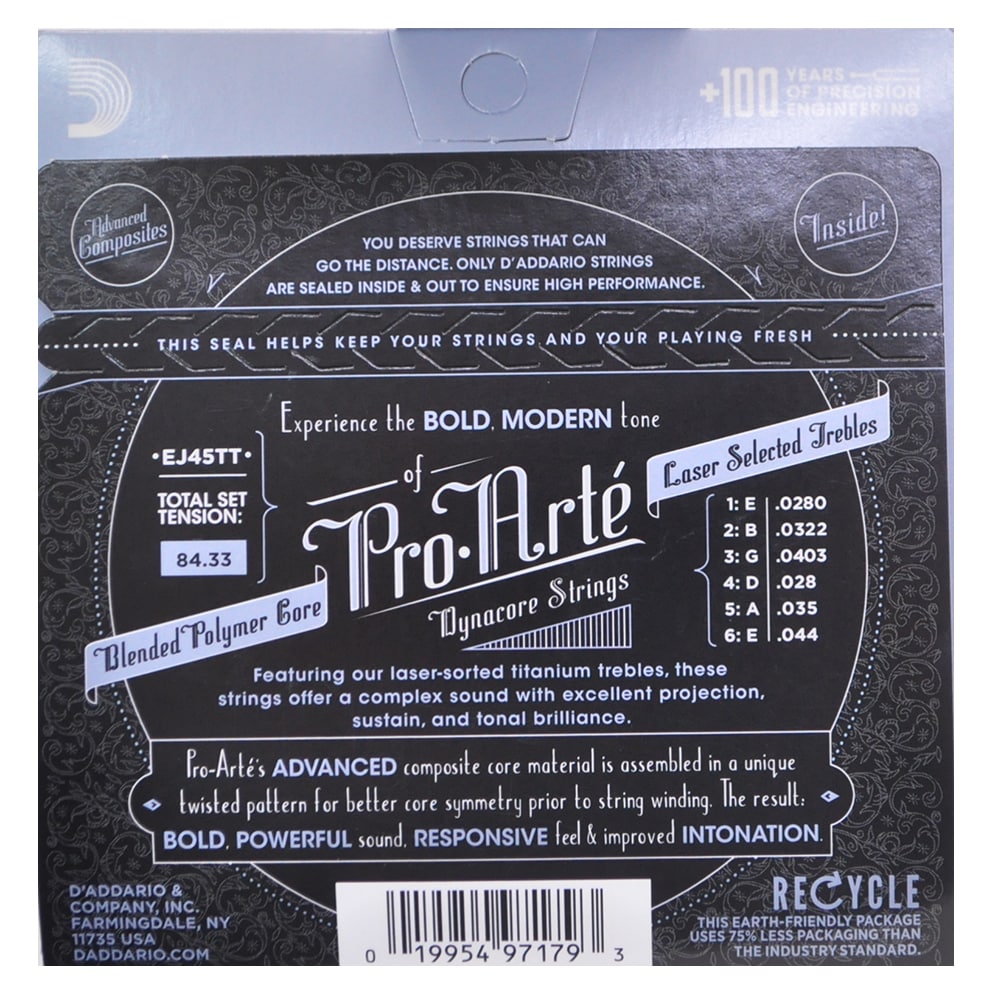 +100 YEARS
OF PRECISION
ENGINEERING
Advanced
Composites
Inside!
YOU DESERVE STRINGS THAT CAN
GO THE DISTANCE. ONLY D'ADDARIO STRINGS
ARE SEALED INSIDE & OUT TO ENSURE HIGH PERFORMANCE.
THIS SEAL HELPS KEEP YOUR STRINGS AND YOUR PLAYING FRESH
Experience the BOLD, MODERN tone
of
Pro·Arté
Dynacore Strings
•EJ45TT•
TOTAL SET
TENSION:
84.33
Blended Polymer Core
Laser Selected Trebles
1: E .0280
2: B .0322
3: G .0403
4: D .028
5: A .035
6: E .044
Featuring our laser-sorted titanium trebles, these
strings offer a complex sound with excellent projection,
sustain, and tonal brilliance.
Pro-Arté's ADVANCED composite core material is assembled in a unique
twisted pattern for better core symmetry prior to string winding. The result:
BOLD, POWERFUL sound, RESPONSIVE feel & improved INTONATION.
D'ADDARIO &
COMPANY, INC.
FARMINGDALE, NY
11735 USA
DADDARIO.COM
0 19954 97179 3
RECYCLE
THIS EARTH-FRIENDLY PACKAGE
USES 75% LESS PACKAGING THAN
THE INDUSTRY STANDARD.